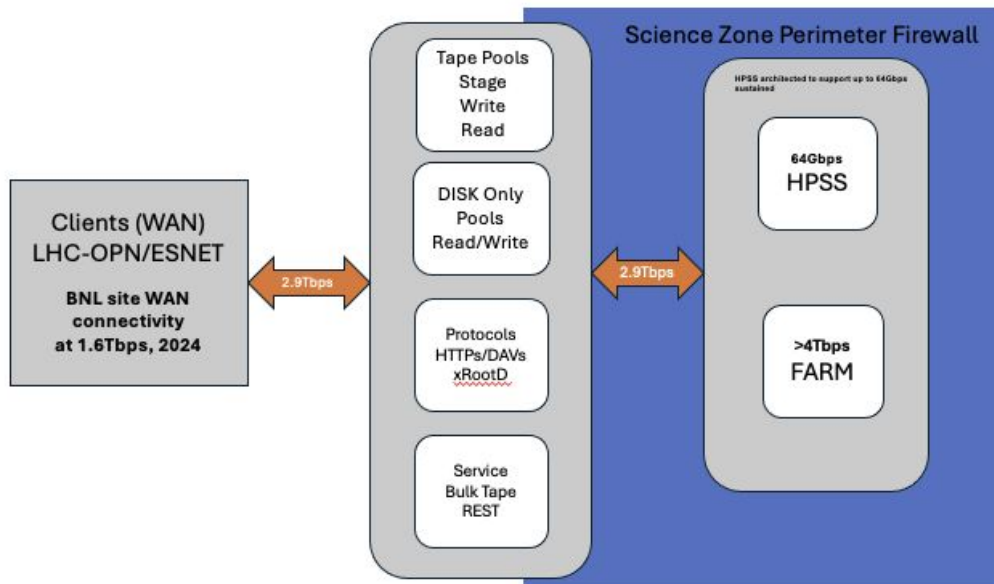 Science Zone Perimeter Firewall
Clients (WAN)
LHC-OPN/ESNET
BNL site WAN
connectivity
at 1.6Tbps, 2024
2.9Tbps
Tape Pools
Stage
Write
Read
DISK Only
Pools
Read/Write
Protocols
HTTPs/DAVs
xRootD
Service
Bulk Tape
REST
2.9Tbps
HPSS architected to support up to 64Gbps
sustained
64Gbps
HPSS
>4Tbps
FARM